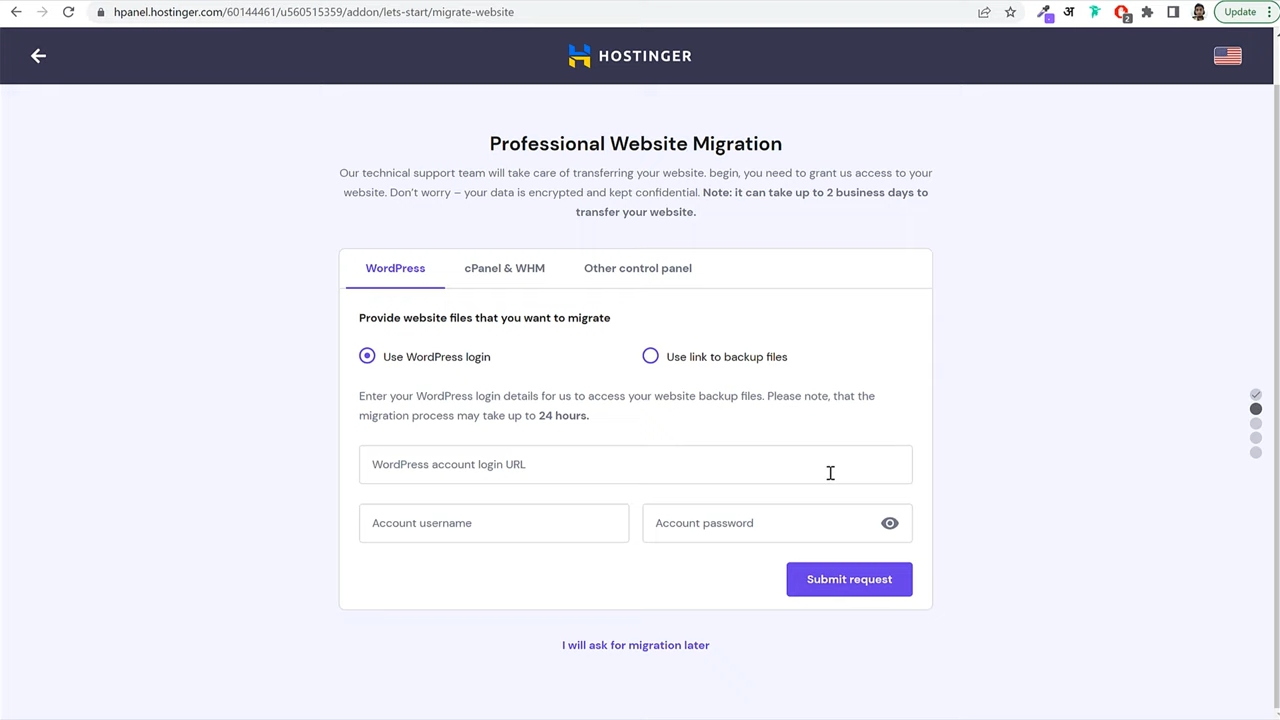 hpanel.hostinger.com/60144461/u560515359/addon/lets-start/migrate-website
अ
2
Update
HOSTINGER
Professional Website Migration
Our technical support team will take care of transferring your website. begin, you need to grant us access to your
website. Don't worry – your data is encrypted and kept confidential. Note: it can take up to 2 business days to
transfer your website.
WordPress
cPanel & WHM
Other control panel
Provide website files that you want to migrate
Use WordPress login
Use link to backup files
Enter your WordPress login details for us to access your website backup files. Please note, that the
migration process may take up to 24 hours.
WordPress account login URL
Account username
Account password
Submit request
I will ask for migration later